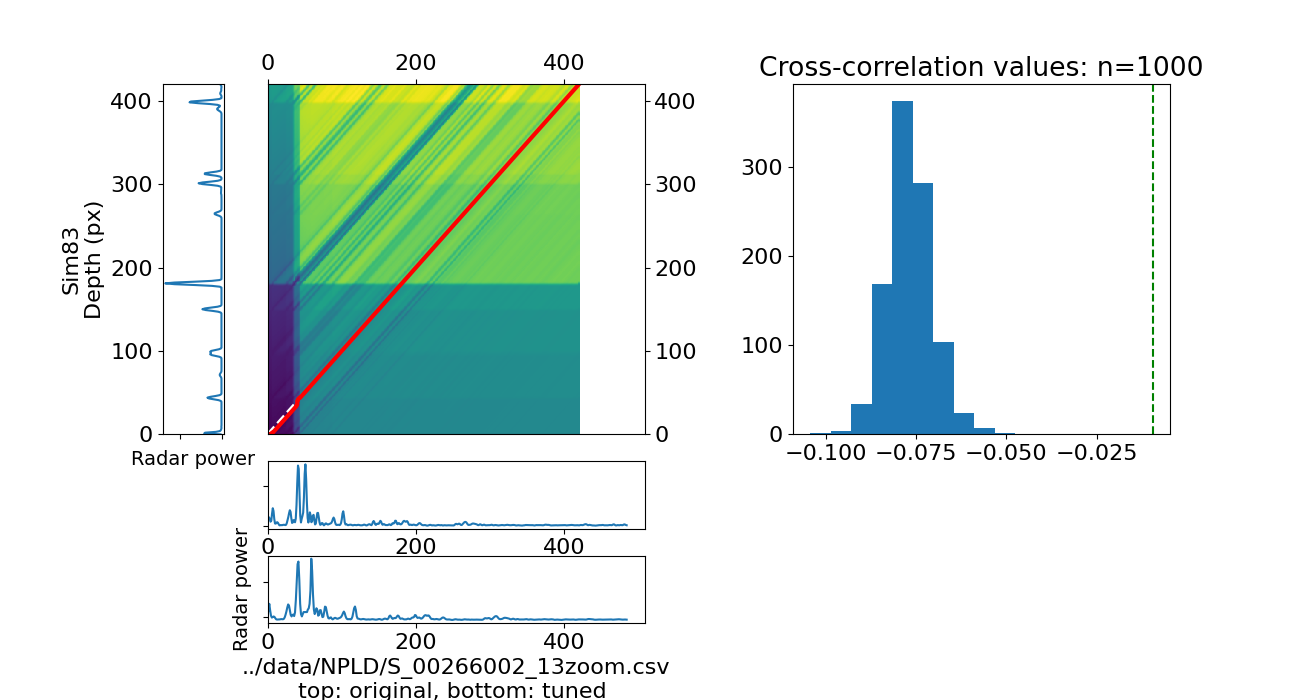 Cross-correlation values: n=1000
0 200 400
400
300
200
100
0
Sim83
Depth (px)
Radar power
400
300
200
100
0
300
200
100
0
−0.100 −0.075 −0.050 −0.025
0 200 400
Radar power
0 200 400
../data/NPLD/S_00266002_13zoom.csv
top: original, bottom: tuned